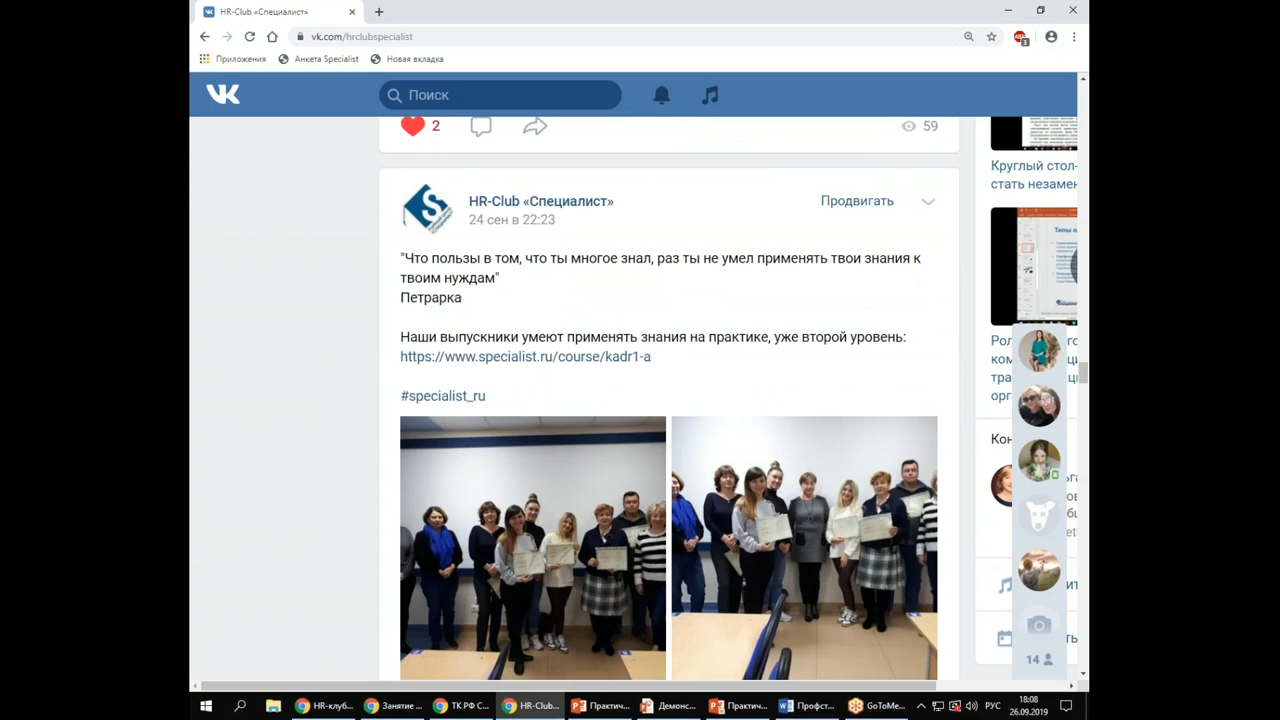 HR-Club «Специалист»
vk.com/hrclubspecialist
Приложения
Анкета Specialist
Новая вкладка
Поиск
2
59
HR-Club «Специалист»
24 сен в 22:23
Продвигать
"Что пользы в том, что ты многое знал, раз ты не умел применять твои знания к
твоим нуждам"
Петрарка
Наши выпускники умеют применять знания на практике, уже второй уровень:
https://www.specialist.ru/course/kadr1-a
#specialist_ru
Круглый стол-
стать незамен
Типы о
Рол
ком
тра
орг
Кон
14
HR-клуб...
Занятие ...
ТК РФ С...
HR-Club...
Практич...
Демонс...
Практич...
Профст...
GoToMe...
РУС
18:08
26.09.2019